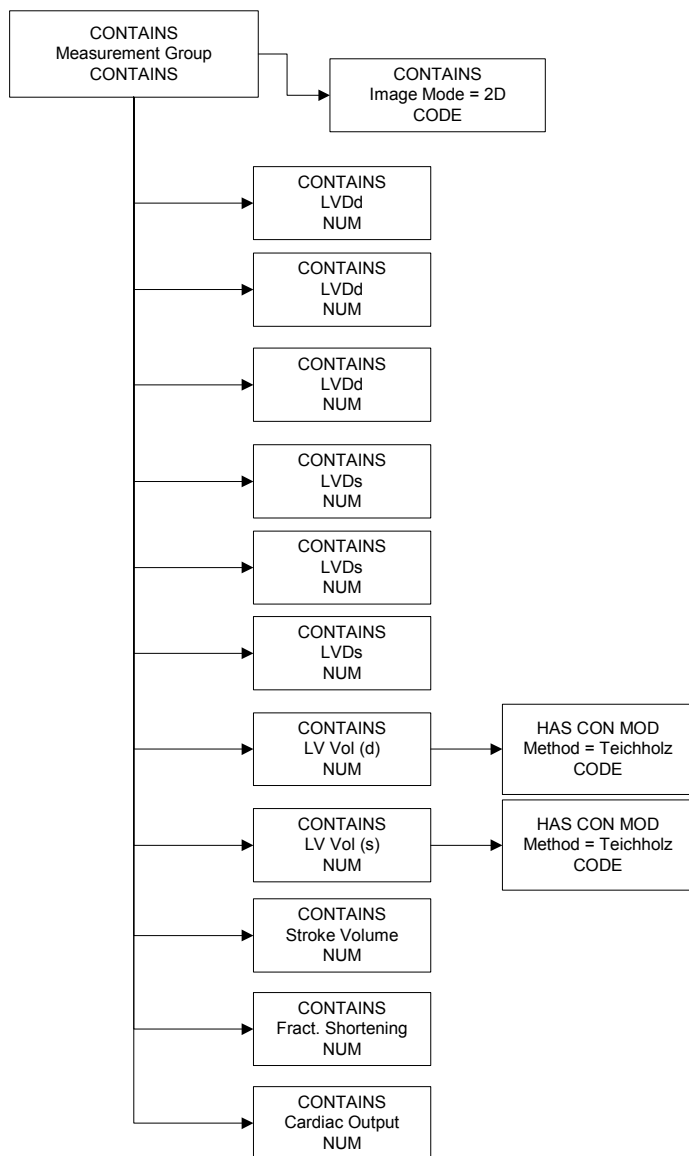 CONTAINS
Measurement Group
CONTAINS
CONTAINS
Image Mode = 2D
CODE
CONTAINS
LVDd
NUM
CONTAINS
LVDd
NUM
CONTAINS
LVDd
NUM
CONTAINS
LVDs
NUM
CONTAINS
LVDs
NUM
CONTAINS
LVDs
NUM
CONTAINS
LV Vol (d)
NUM
HAS CON MOD
Method = Teichholz
CODE
CONTAINS
LV Vol (s)
NUM
HAS CON MOD
Method = Teichholz
CODE
CONTAINS
Stroke Volume
NUM
CONTAINS
Fract. Shortening
NUM
CONTAINS
Cardiac Output
NUM